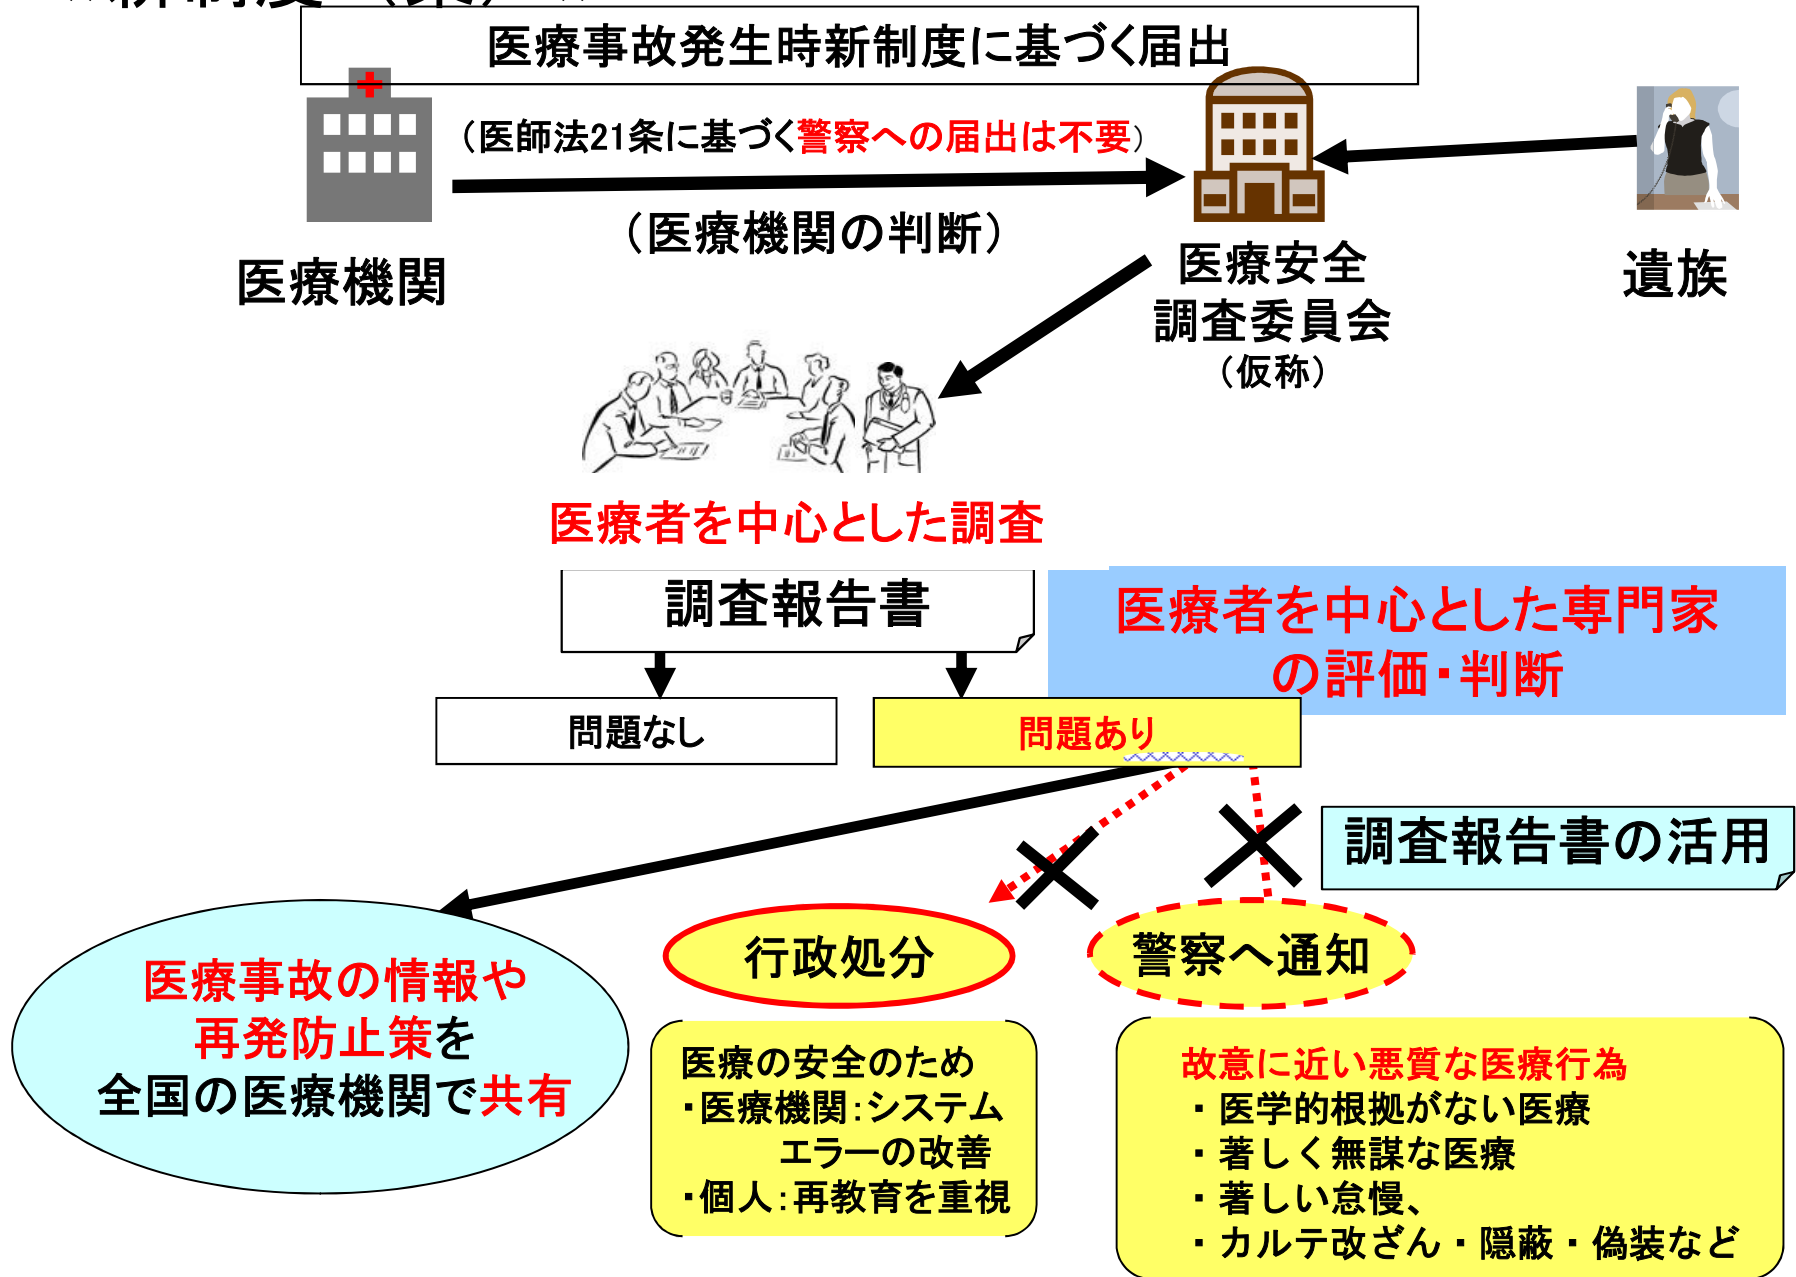 医療事故発生時新制度に基づく届出
（医師法21条に基づく警察への届出は不要）
（医療機関の判断）
医療機関
医療安全
調査委員会
（仮称）
遺族
医療者を中心とした調査
調査報告書
医療者を中心とした専門家
の評価・判断
問題なし
問題あり
調査報告書の活用
医療事故の情報や
再発防止策を
全国の医療機関で共有
行政処分
警察へ通知
医療の安全のため
・医療機関：システム
エラーの改善
・個人：再教育を重視
故意に近い悪質な医療行為
・医学的根拠がない医療
・著しく無謀な医療
・著しい怠慢、
・カルテ改ざん・隠蔽・偽装など